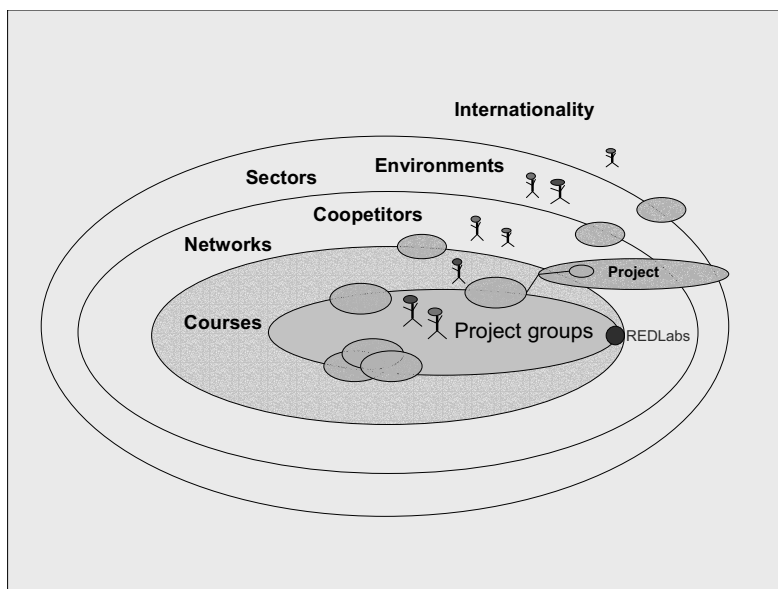 Internationality
Environments
Sectors
Coopetitors
Networks
Project
Courses
Project groups
REDLabs